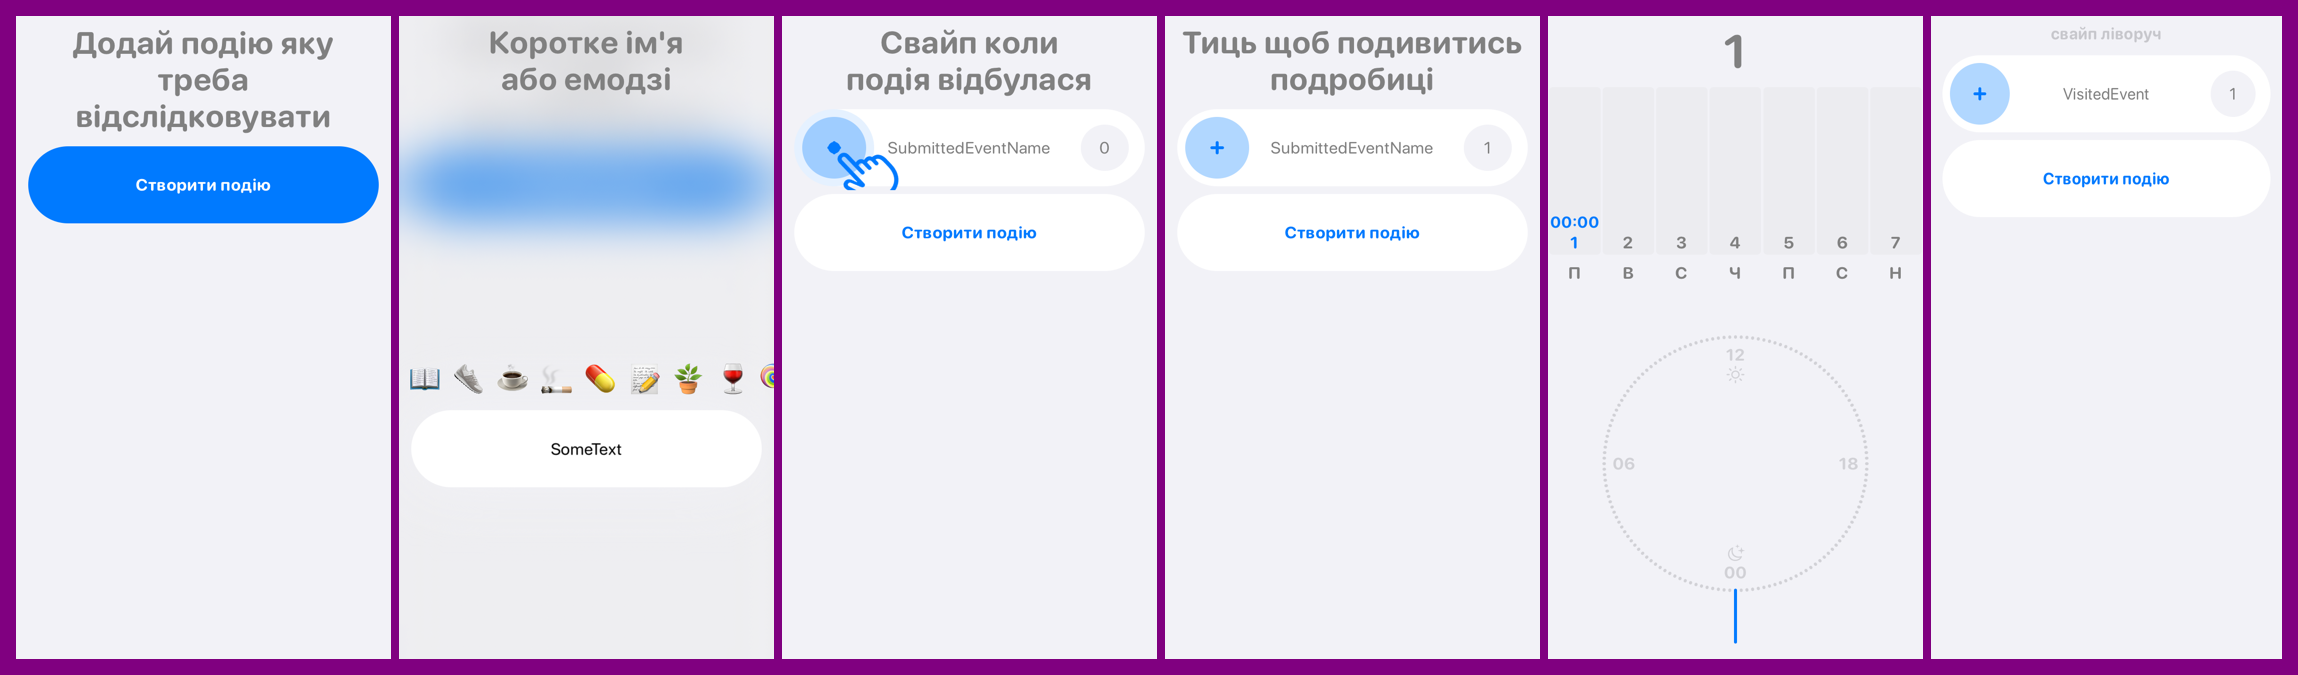 Додай подію яку
треба
відслідковувати
Створити подію
Коротке ім'я
або емодзі
SomeText
Свайп коли
подія відбулася
SubmittedEventName 0
Створити подію
Тиць щоб подивитись
подробиці
+ SubmittedEventName 1
Створити подію
1
00:00
1 2 3 4 5 6 7
П В С Ч П С Н
12
06 18
00
свайп ліворуч
+ VisitedEvent 1
Створити подію